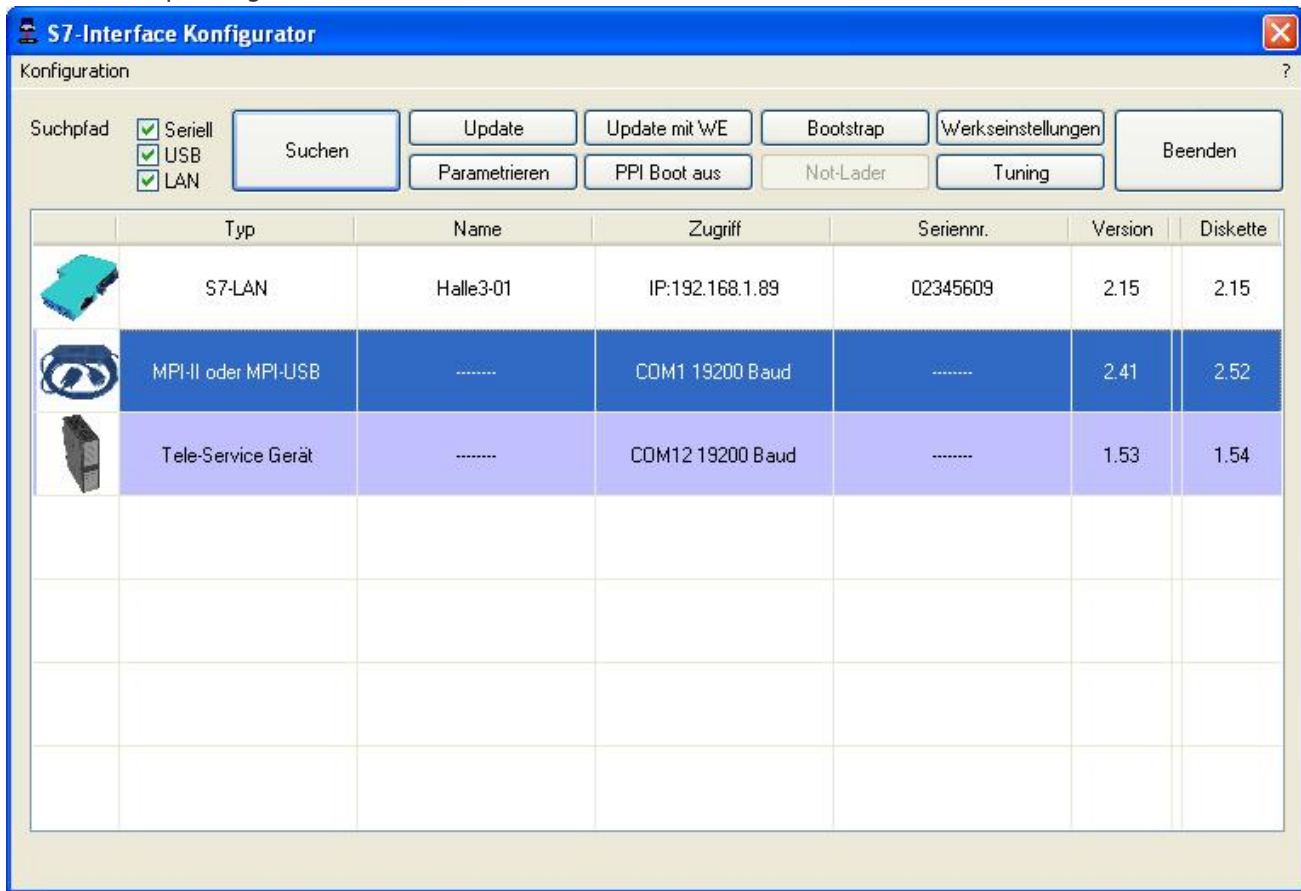 S7-Interface Konfigurator
Konfiguration ?
Suchpfad Seriell USB LAN Suchen Update Update mit WE Bootstrap Werkseinstellungen Beenden
Parametrieren PPI Boot aus Not-Lader Tuning
Typ Name Zugriff Seriennr. Version Diskette
S7-LAN Halle3-01 IP:192.168.1.89 02345609 2.15 2.15
MPI-II oder MPI-USB -------- COM1 19200 Baud -------- 2.41 2.52
Tele-Service Gerät -------- COM12 19200 Baud -------- 1.53 1.54